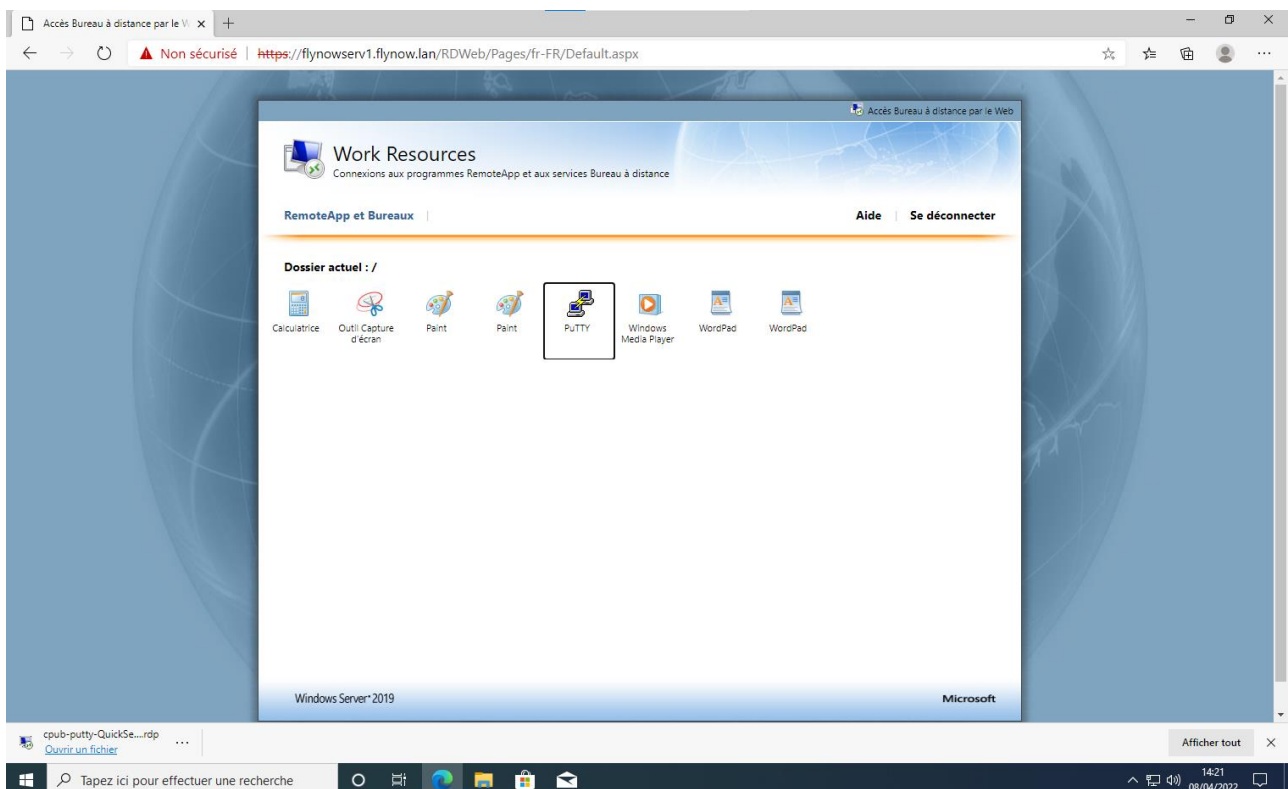 Accès Bureau à distance par le W
Non sécurisé
https://flynowserv1.flynow.lan/RDWeb/Pages/fr-FR/Default.aspx
Accès Bureau à distance par le Web
Work Resources
Connexions aux programmes RemoteApp et aux services Bureau à distance
RemoteApp et Bureaux
Aide
Se déconnecter
Dossier actuel : /
Calculatrice
Outil Capture
d'écran
Paint
Paint
PuTTY
Windows
Media Player
WordPad
WordPad
Windows Server 2019
Microsoft
cpub-putty-QuickSe....rdp
Ouvrir un fichier
Afficher tout
Tapez ici pour effectuer une recherche
14:21
08/04/2022